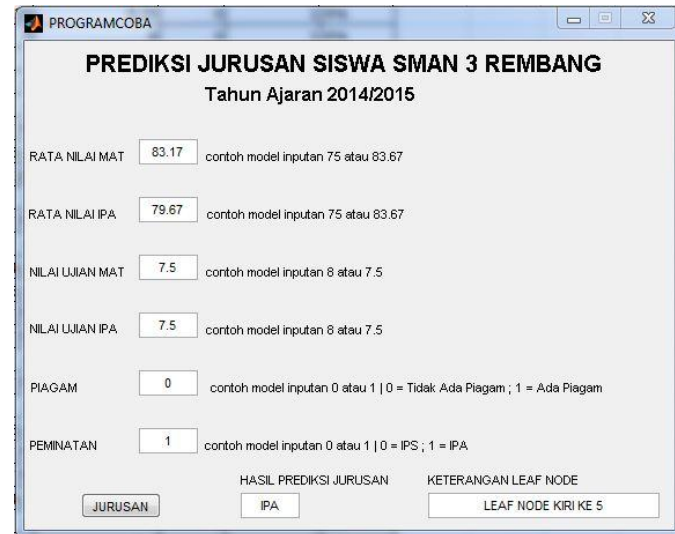 PROGRAMCOBA
PREDIKSI JURUSAN SISWA SMAN 3 REMBANG
Tahun Ajaran 2014/2015
RATA NILAI MAT 83.17 contoh model inputan 75 atau 83.67
RATA NILAI IPA 79.67 contoh model inputan 75 atau 83.67
NILAI UJIAN MAT 7.5 contoh model inputan 8 atau 7.5
NILAI UJIAN IPA 7.5 contoh model inputan 8 atau 7.5
PIAGAM 0 contoh model inputan 0 atau 1 | 0 = Tidak Ada Piagam ; 1 = Ada Piagam
PEMINATAN 1 contoh model inputan 0 atau 1 | 0 = IPS ; 1 = IPA
HASIL PREDIKSI JURUSAN KETERANGAN LEAF NODE
JURUSAN IPA LEAF NODE KIRI KE 5